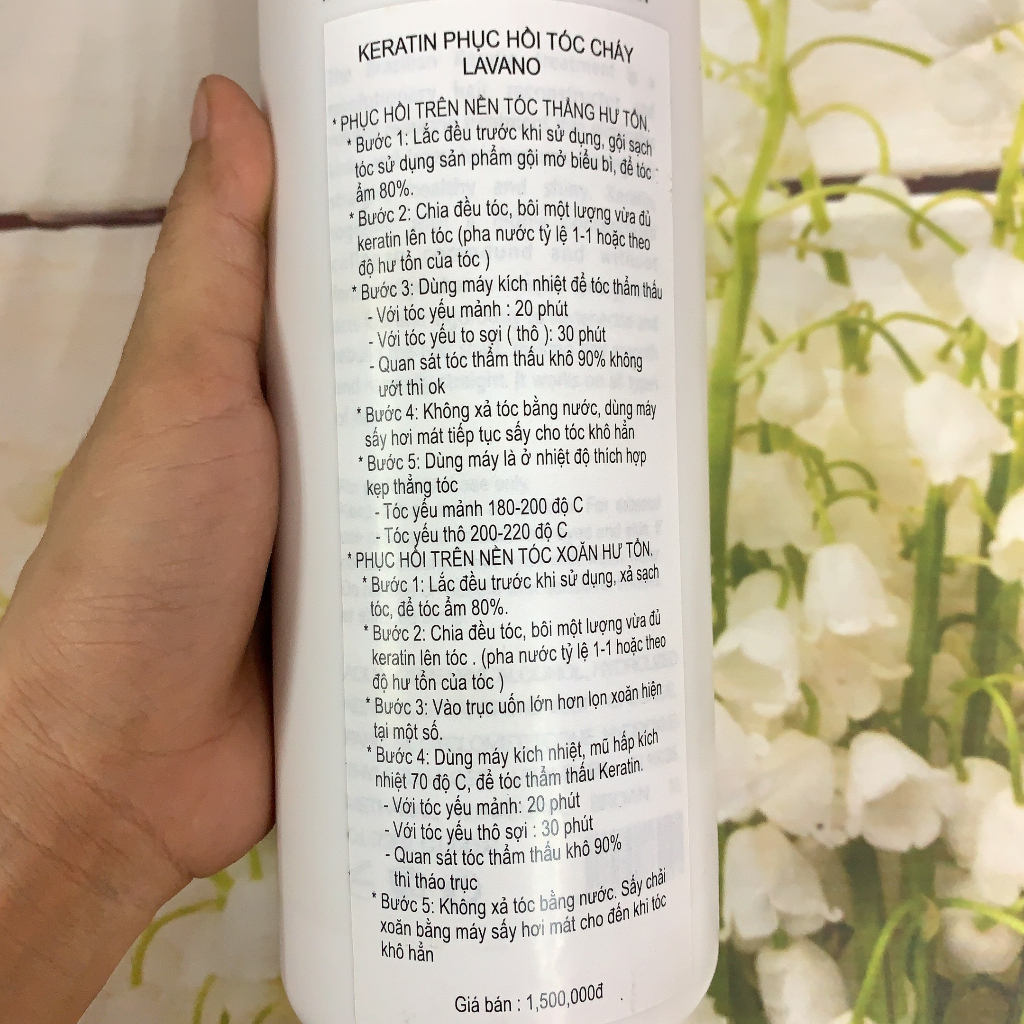 KERATIN PHỤC HỒI TÓC CHÁY
LAVANO
* PHỤC HỒI TRÊN NỀN TÓC THẲNG HƯ TỔN.
* Bước 1: Lắc đều trước khi sử dụng, gội sạch
tóc sử dụng sản phẩm gội mở biểu bì, để tóc
ẩm 80%.
* Bước 2: Chia đều tóc, bôi một lượng vừa đủ
keratin lên tóc (pha nước tỷ lệ 1-1 hoặc theo
độ hư tổn của tóc )
* Bước 3: Dùng máy kích nhiệt để tóc thẩm thấu
- Với tóc yếu mảnh : 20 phút
- Với tóc yếu to sợi ( thô ): 30 phút
- Quan sát tóc thẩm thấu khô 90% không
ướt thì ok
* Bước 4: Không xả tóc bằng nước, dùng máy
sấy hơi mát tiếp tục sấy cho tóc khô hẳn
* Bước 5: Dùng máy là ở nhiệt độ thích hợp
kẹp thẳng tóc
- Tóc yếu mảnh 180-200 độ C
- Tóc yếu thô 200-220 độ C
* PHỤC HỒI TRÊN NỀN TÓC XOĂN HƯ TỔN.
* Bước 1: Lắc đều trước khi sử dụng, xả sạch
tóc, để tóc ẩm 80%.
* Bước 2: Chia đều tóc, bôi một lượng vừa đủ
keratin lên tóc . (pha nước tỷ lệ 1-1 hoặc theo
độ hư tổn của tóc )
* Bước 3: Vào trục uốn lớn hơn lọn xoăn hiện
tại một số.
* Bước 4: Dùng máy kích nhiệt, mũ hấp kích
nhiệt 70 độ C, để tóc thẩm thấu Keratin.
- Với tóc yếu mảnh: 20 phút
- Với tóc yếu thô sợi : 30 phút
- Quan sát tóc thẩm thấu khô 90%
thì tháo trục
* Bước 5: Không xả tóc bằng nước. Sấy chải
xoăn bằng máy sấy hơi mát cho đến khi tóc
khô hẳn
Giá bán : 1,500,000đ